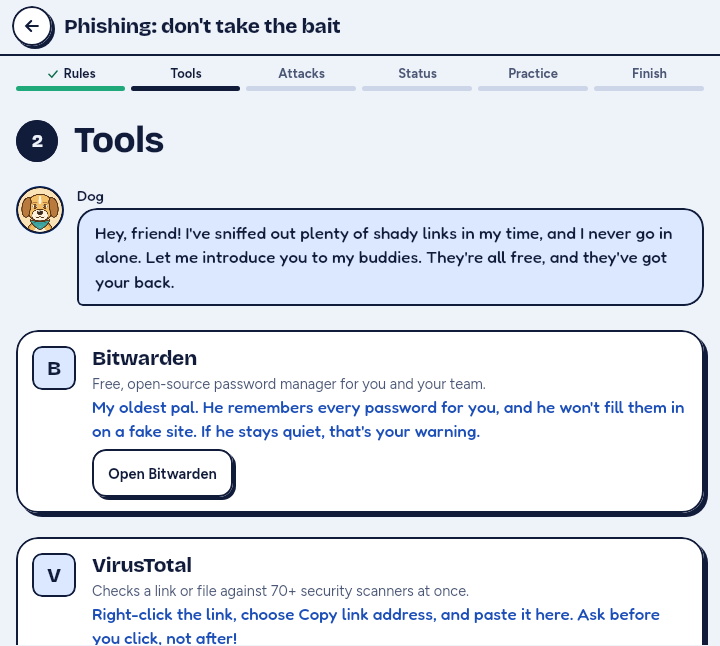 Phishing: don't take the bait
Rules
Tools
Attacks
Status
Practice
Finish
2
Tools
Dog
Hey, friend! I've sniffed out plenty of shady links in my time, and I never go in
alone. Let me introduce you to my buddies. They're all free, and they've got
your back.
B
Bitwarden
Free, open-source password manager for you and your team.
My oldest pal. He remembers every password for you, and he won't fill them in
on a fake site. If he stays quiet, that's your warning.
Open Bitwarden
V
VirusTotal
Checks a link or file against 70+ security scanners at once.
Right-click the link, choose Copy link address, and paste it here. Ask before
you click, not after!